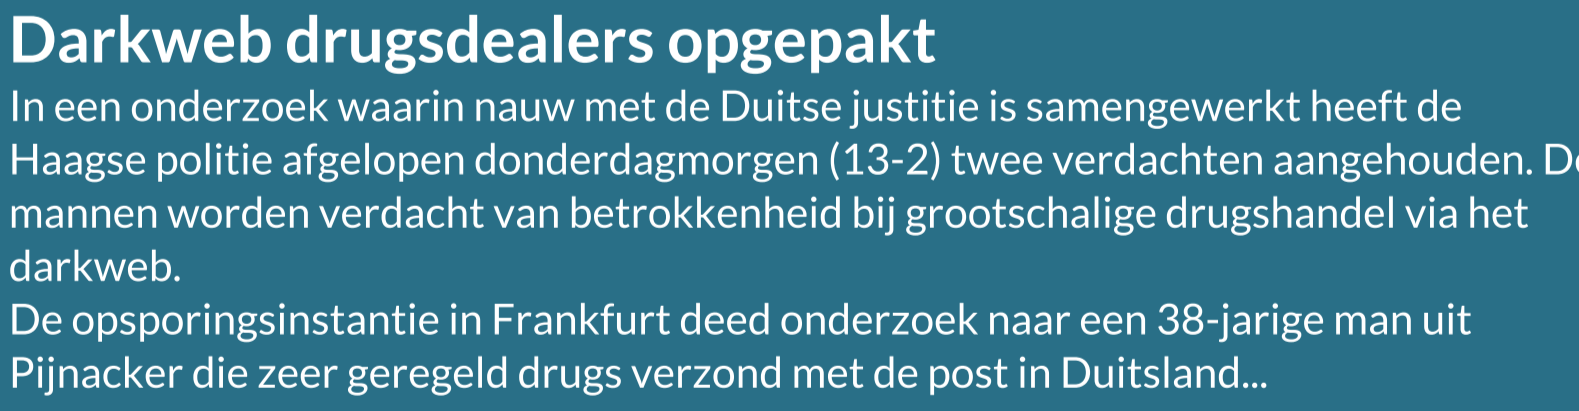 Darkweb drugsdealers opgepakt
In een onderzoek waarin nauw met de Duitse justitie is samengewerkt heeft de
Haagse politie afgelopen donderdagmorgen (13-2) twee verdachten aangehouden. De
mannen worden verdacht van betrokkenheid bij grootschalige drugshandel via het
darkweb.
De opsporingsinstantie in Frankfurt deed onderzoek naar een 38-jarige man uit
Pijnacker die zeer geregeld drugs verzond met de post in Duitsland...